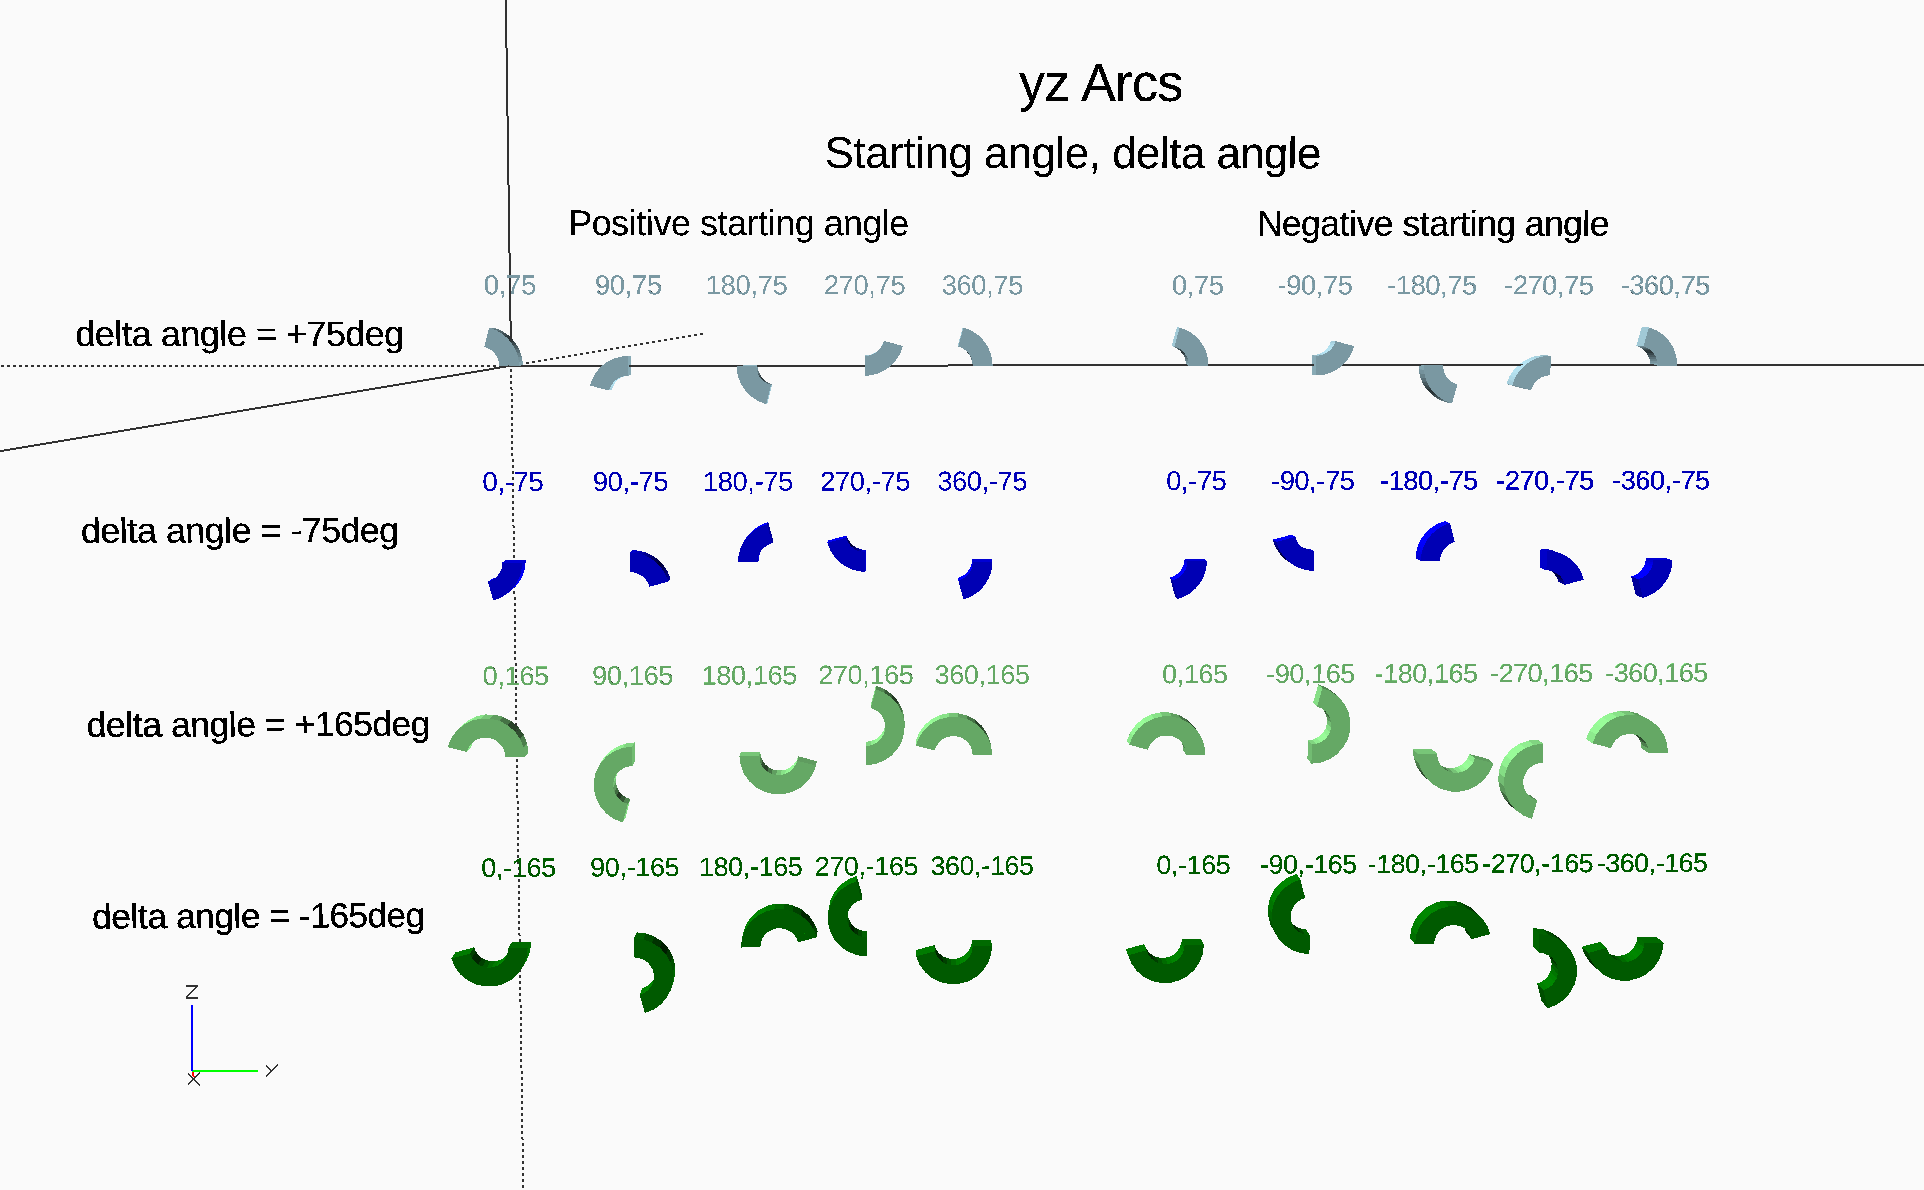 yz Arcs
Starting angle, delta angle
Positive starting angle Negative starting angle
0,75 90,75 180,75 270,75 360,75 0,75 -90,75 -180,75 -270,75 -360,75
delta angle = +75deg
0,-75 90,-75 180,-75 270,-75 360,-75 0,-75 -90,-75 -180,-75 -270,-75 -360,-75
delta angle = -75deg
0,165 90,165 180,165 270,165 360,165 0,165 -90,165 -180,165 -270,165 -360,165
delta angle = +165deg
0,-165 90,-165 180,-165 270,-165 360,-165 0,-165 -90,-165 -180,-165 -270,-165 -360,-165
delta angle = -165deg
Z
Y
X